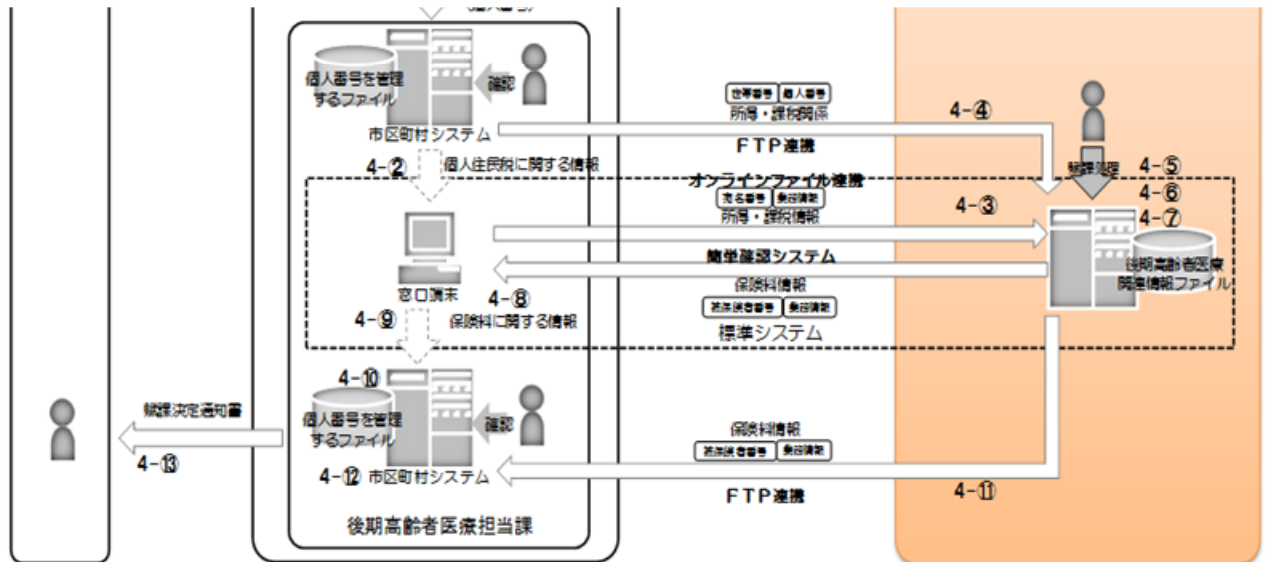 個人番号を管理
するファイル
確認
市区町村システム
世帯番号 個人番号
所得・課税関係
FTP連携
4-④
4-②
個人住民税に関する情報
賦課処理
4-⑤
4-⑥
4-⑦
オンラインファイル連携
宛名番号 業務情報
所得・課税情報
4-③
簡単確認システム
後期高齢者医療
関連情報ファイル
窓口端末
4-⑧
保険料に関する情報
保険料情報
被保険者番号 業務情報
標準システム
4-⑨
4-⑩
個人番号を管理
するファイル
確認
4-⑫
市区町村システム
後期高齢者医療担当課
賦課決定通知書
4-⑬
保険料情報
被保険者番号 業務情報
FTP連携
4-⑪